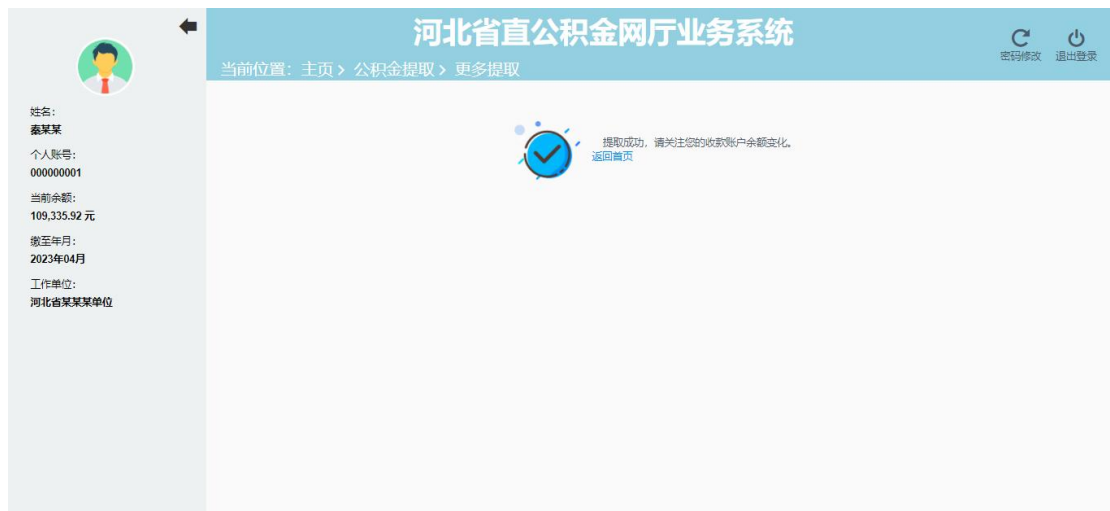 河北省直公积金网厅业务系统
当前位置：主页 > 公积金提取 > 更多提取
密码修改 退出登录
姓名：
秦某某
个人账号：
000000001
当前余额：
109,335.92 元
缴至年月：
2023年04月
工作单位：
河北省某某某单位
提取成功，请关注您的收款账户余额变化。
返回首页